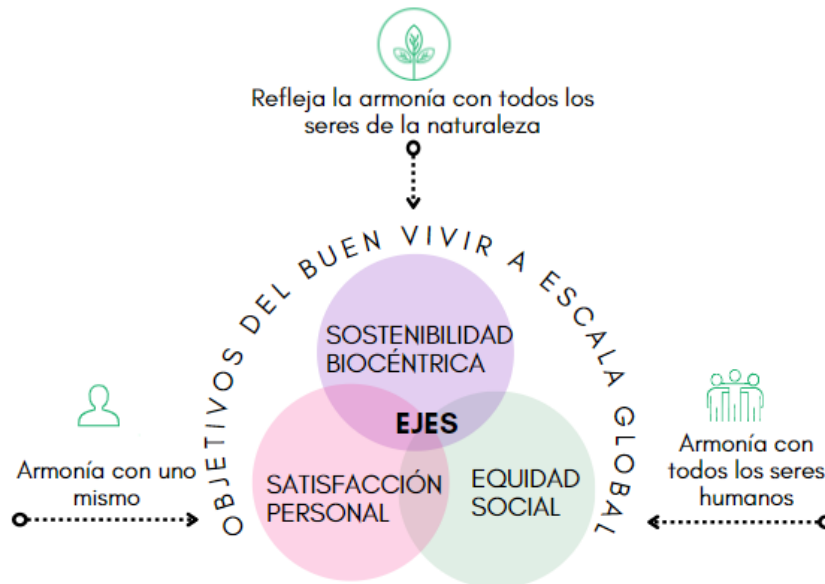 Refleja la armonía con todos los
seres de la naturaleza
OBJETIVOS DEL BUEN VIVIR A ESCALA GLOBAL
SOSTENIBILIDAD
BIOCÉNTRICA
EJES
Armonía con uno
mismo
SATISFACCIÓN
PERSONAL
EQUIDAD
SOCIAL
Armonía con
todos los seres
humanos